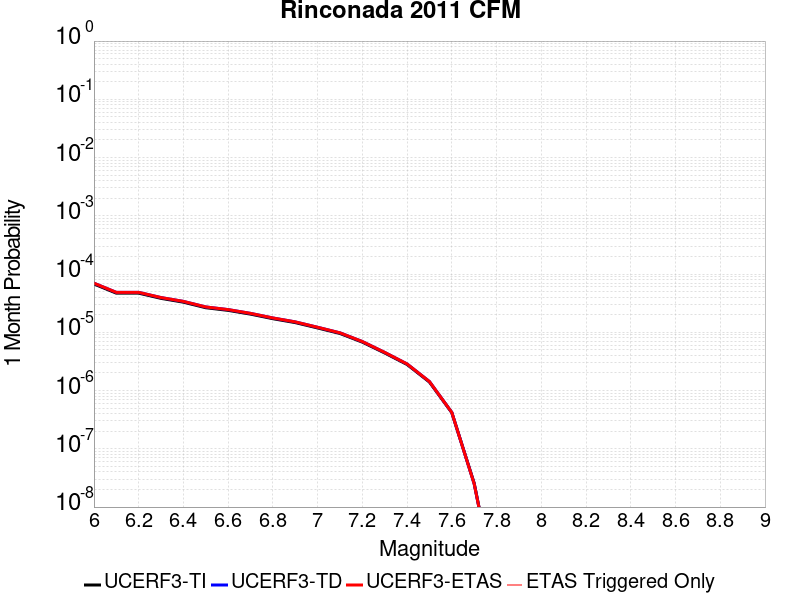 Rinconada 2011 CFM
10^0
10^-1
10^-2
10^-3
10^-4
10^-5
10^-6
10^-7
10^-8
1 Month Probability
6 6.2 6.4 6.6 6.8 7 7.2 7.4 7.6 7.8 8 8.2 8.4 8.6 8.8 9
Magnitude
UCERF3-TI UCERF3-TD UCERF3-ETAS ETAS Triggered Only